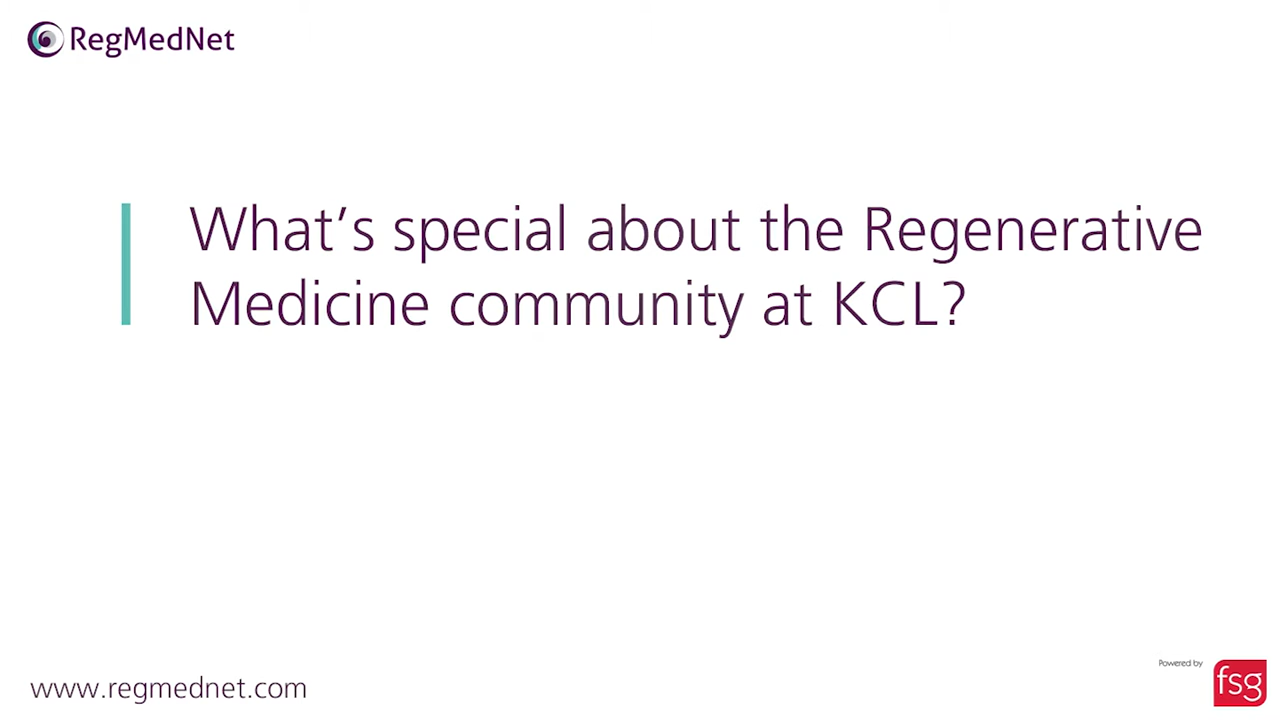 RegMedNet
What’s special about the Regenerative
Medicine community at KCL?
www.regmednet.com
Powered by
fsg